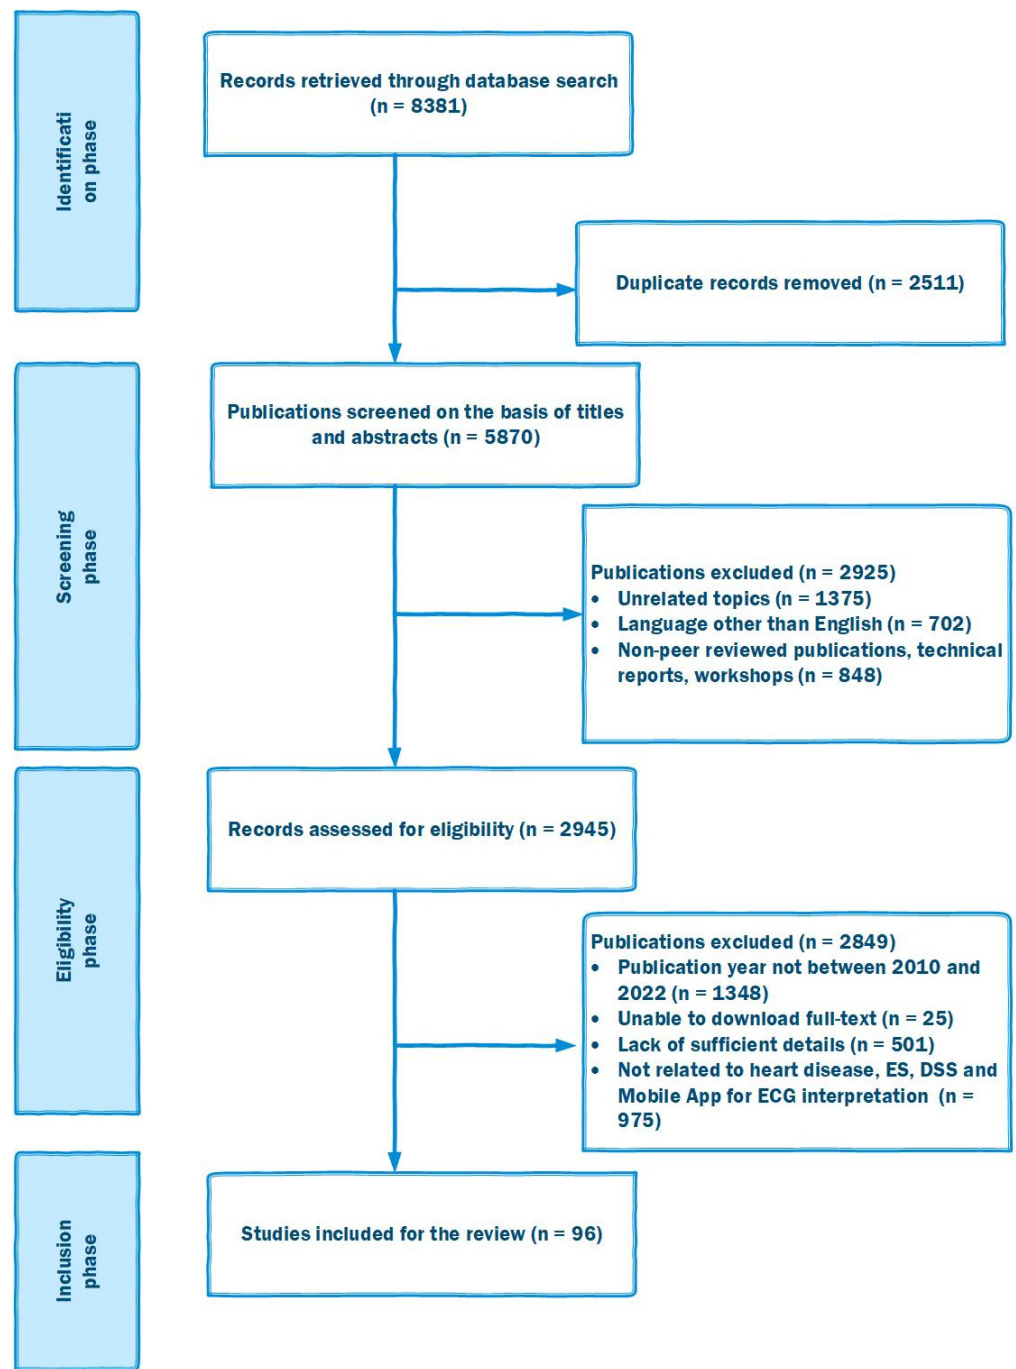 Identificati
on phase
Records retrieved through database search
(n = 8381)
Duplicate records removed (n = 2511)
Screening
phase
Publications screened on the basis of titles
and abstracts (n = 5870)
Publications excluded (n = 2925)
• Unrelated topics (n = 1375)
• Language other than English (n = 702)
• Non-peer reviewed publications, technical
reports, workshops (n = 848)
Eligibility
phase
Records assessed for eligibility (n = 2945)
Publications excluded (n = 2849)
• Publication year not between 2010 and
2022 (n = 1348)
• Unable to download full-text (n = 25)
• Lack of sufficient details (n = 501)
• Not related to heart disease, ES, DSS and
Mobile App for ECG interpretation (n =
975)
Inclusion
phase
Studies included for the review (n = 96)